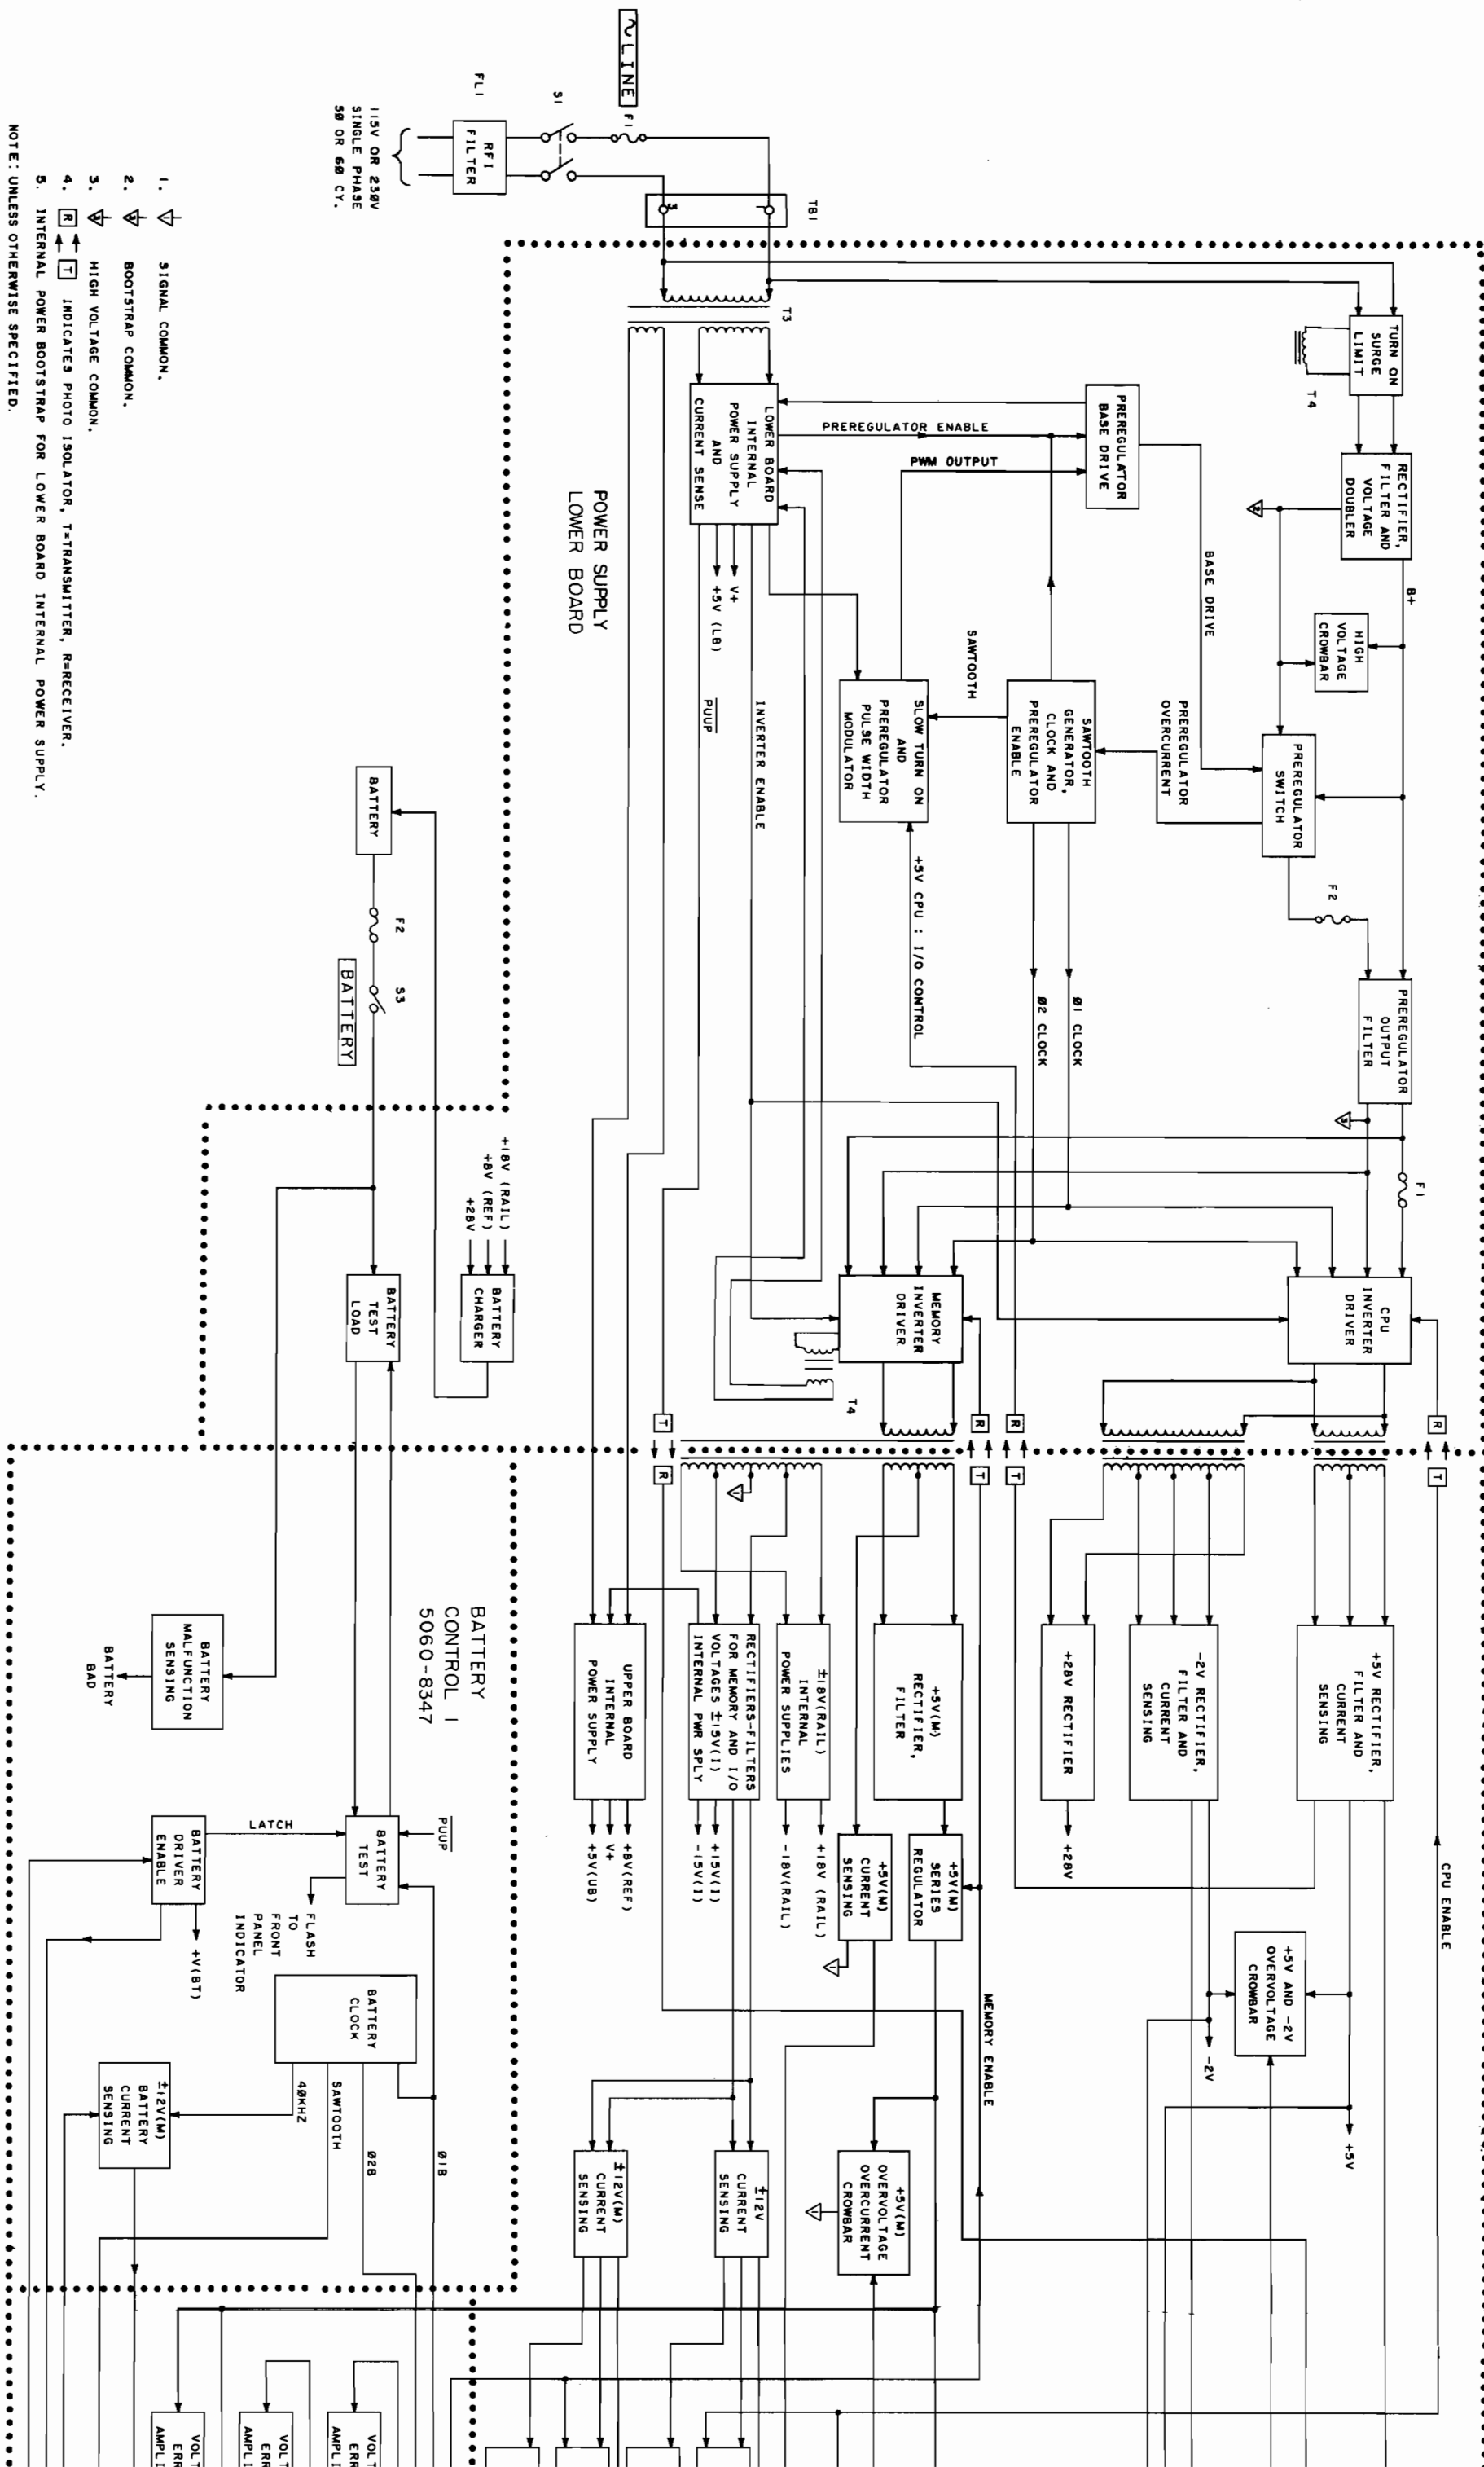 ∿LINE
F1
S1
FL1
RFI
FILTER
115V OR 230V
SINGLE PHASE
50 OR 60 CY.
TB1
TURN ON
SURGE
LIMIT
T4
RECTIFIER,
FILTER AND
VOLTAGE
DOUBLER
B+
HIGH
VOLTAGE
CROWBAR
PREREGULATOR
SWITCH
F2
PREREGULATOR
OUTPUT
FILTER
F1
CPU
INVERTER
DRIVER
R
T
CPU ENABLE
+5V RECTIFIER,
FILTER AND
CURRENT
SENSING
-2V RECTIFIER,
FILTER AND
CURRENT
SENSING
+28V RECTIFIER
+28V
+5V AND -2V
OVERVOLTAGE
CROWBAR
-2V
+5V
BASE DRIVE
PREREGULATOR
OVERCURRENT
PREREGULATOR
BASE DRIVE
PREREGULATOR ENABLE
PWM OUTPUT
SAWTOOTH
GENERATOR,
CLOCK AND
PREREGULATOR
ENABLE
SAWTOOTH
Ø1 CLOCK
Ø2 CLOCK
SLOW TURN ON
AND
PREREGULATOR
PULSE WIDTH
MODULATOR
+5V CPU : I/O CONTROL
R
T
R
T
T3
LOWER BOARD
INTERNAL
POWER SUPPLY
AND
CURRENT SENSE
V+
+5V (LB)
INVERTER ENABLE
PUUP
POWER SUPPLY
LOWER BOARD
MEMORY
INVERTER
DRIVER
T4
T
R
+5V(M)
RECTIFIER,
FILTER
+5V(M)
SERIES
REGULATOR
+5V(M)
CURRENT
SENSING
MEMORY ENABLE
+5V(M)
OVERVOLTAGE
OVERCURRENT
CROWBAR
±18V(RAIL)
INTERNAL
POWER SUPPLIES
+18V (RAIL)
-18V(RAIL)
RECTIFIERS-FILTERS
FOR MEMORY AND I/O
VOLTAGES ±15V(I)
INTERNAL PWR SPLY
+15V(I)
-15V(I)
UPPER BOARD
INTERNAL
POWER SUPPLY
+8V(REF)
V+
+5V(UB)
±12V
CURRENT
SENSING
±12V(M)
CURRENT
SENSING
BATTERY
F2
S3
BATTERY
+18V (RAIL)
+8V (REF)
+28V
BATTERY
CHARGER
BATTERY
TEST
LOAD
BATTERY
CONTROL I
5060-8347
BATTERY
MALFUNCTION
SENSING
BATTERY
BAD
PUUP
BATTERY
TEST
LATCH
FLASH
TO
FRONT
PANEL
INDICATOR
BATTERY
DRIVER
ENABLE
+V(BT)
BATTERY
CLOCK
Ø1B
Ø2B
SAWTOOTH
40KHZ
±12V(M)
BATTERY
CURRENT
SENSING
VOLT
ERR
AMPLI
VOLT
ERR
AMPLI
VOLT
ERR
AMPLI
1. SIGNAL COMMON.
2. BOOTSTRAP COMMON.
3. HIGH VOLTAGE COMMON.
4. R T INDICATES PHOTO ISOLATOR, T=TRANSMITTER, R=RECEIVER.
5. INTERNAL POWER BOOTSTRAP FOR LOWER BOARD INTERNAL POWER SUPPLY.
NOTE: UNLESS OTHERWISE SPECIFIED.